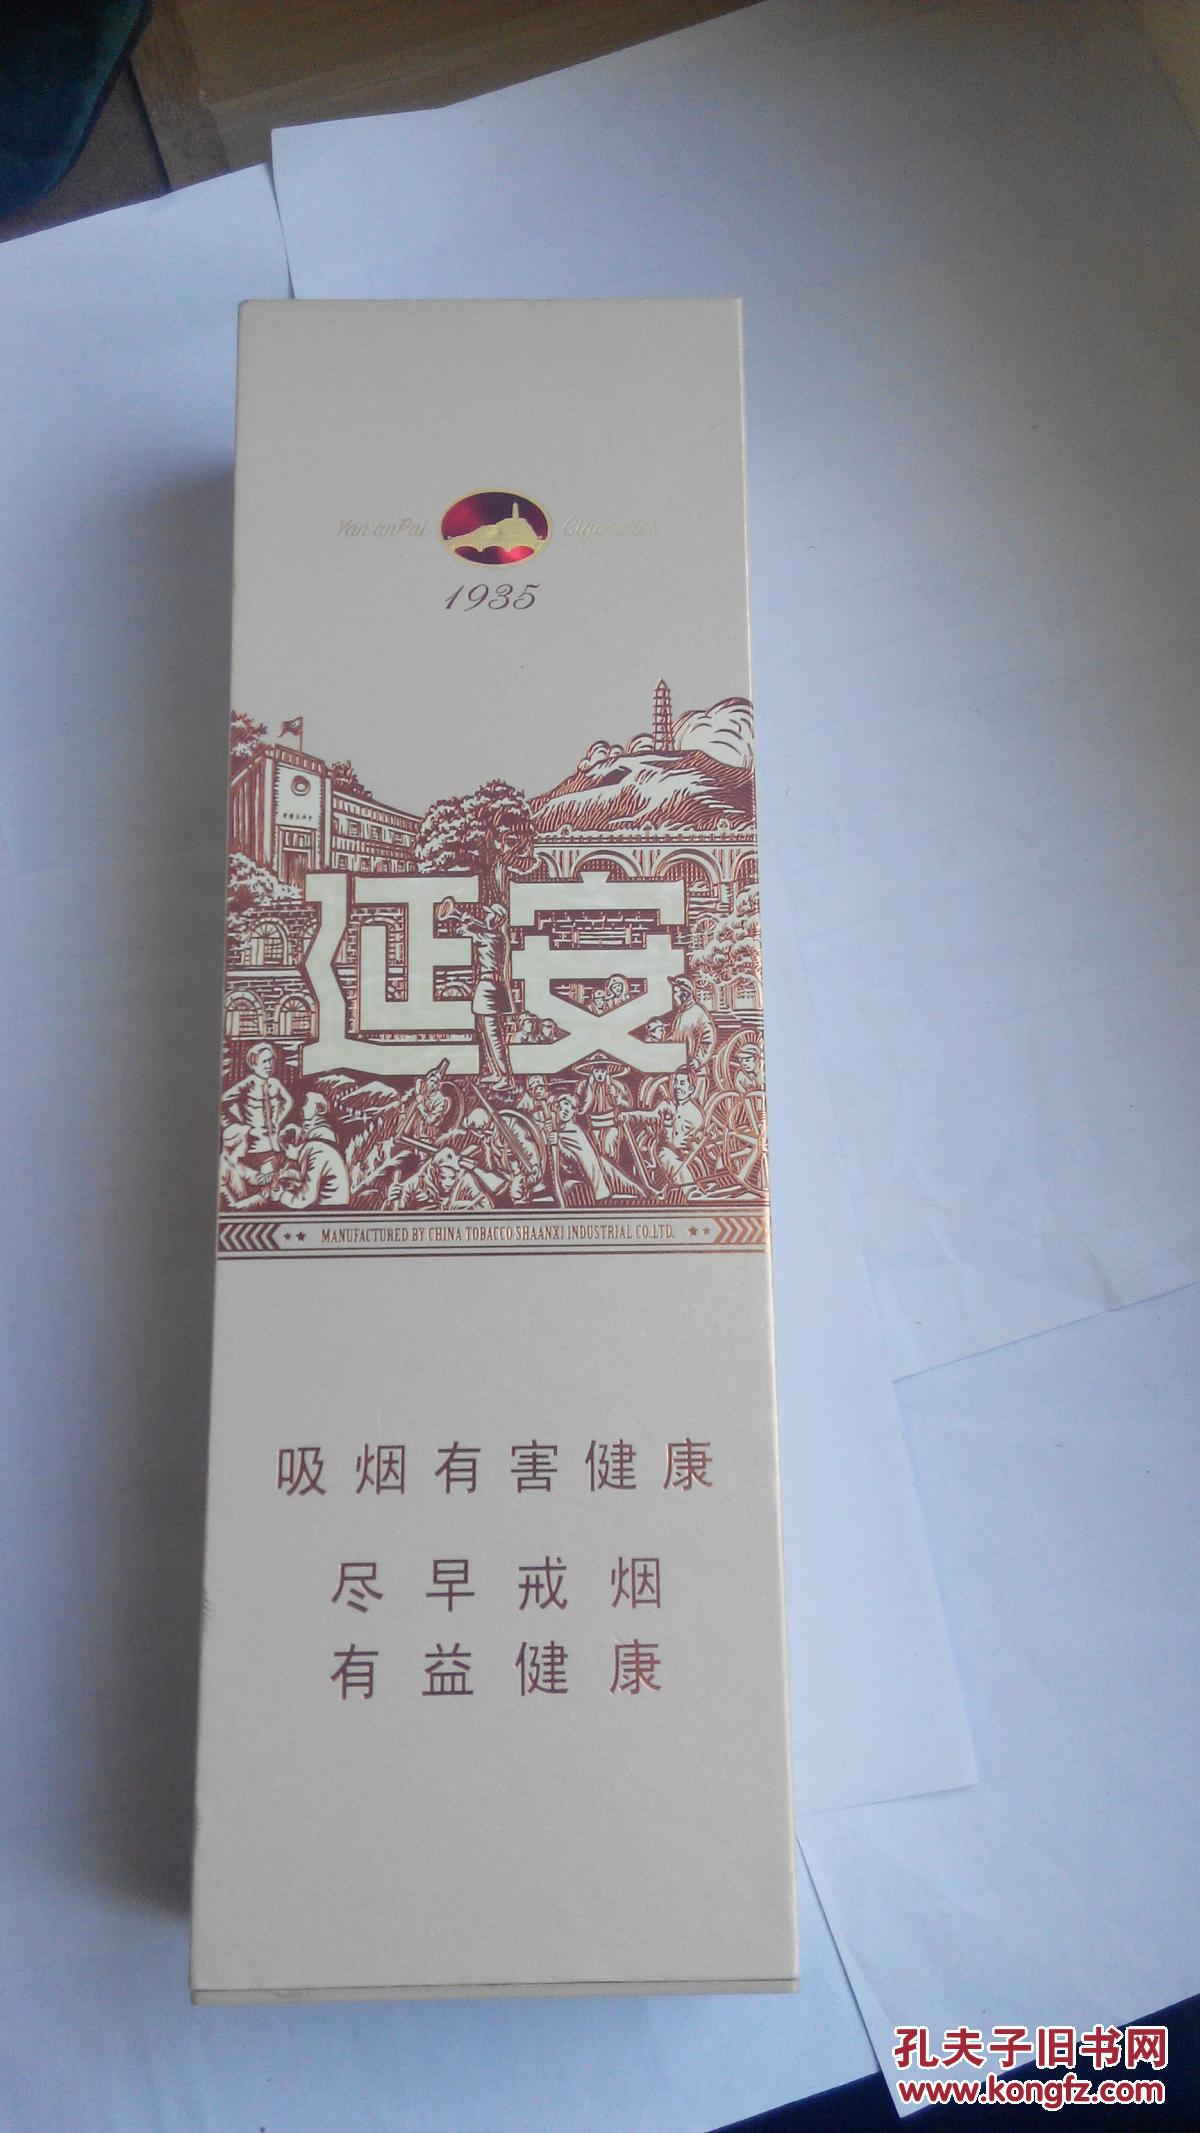 Yan'anPai Cigarettes
1935
延安
MANUFACTURED BY CHINA TOBACCO SHAANXI INDUSTRIAL CO.,LTD.
吸烟有害健康
尽早戒烟
有益健康
孔夫子旧书网
www.kongfz.com